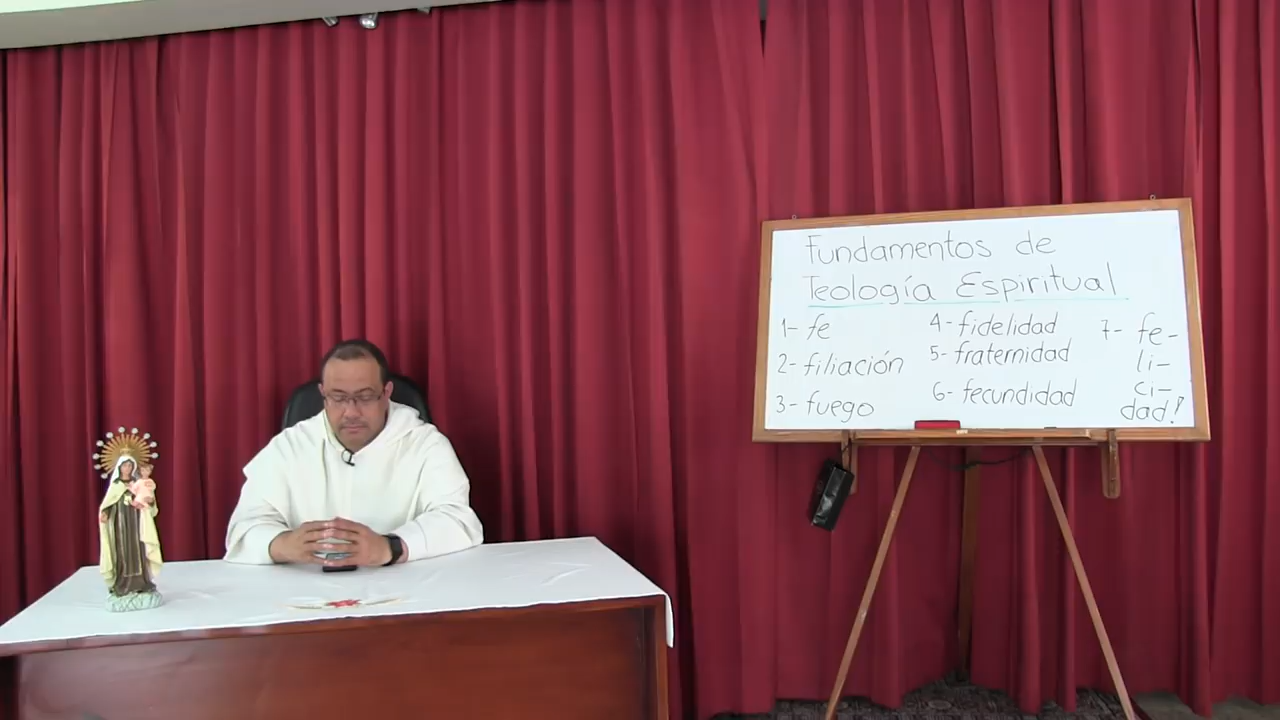 Fundamentos de
Teología Espiritual
1- fe
2- filiación
3- fuego
4- fidelidad
5- fraternidad
6- fecundidad
7- fe-
li-
ci-
dad!